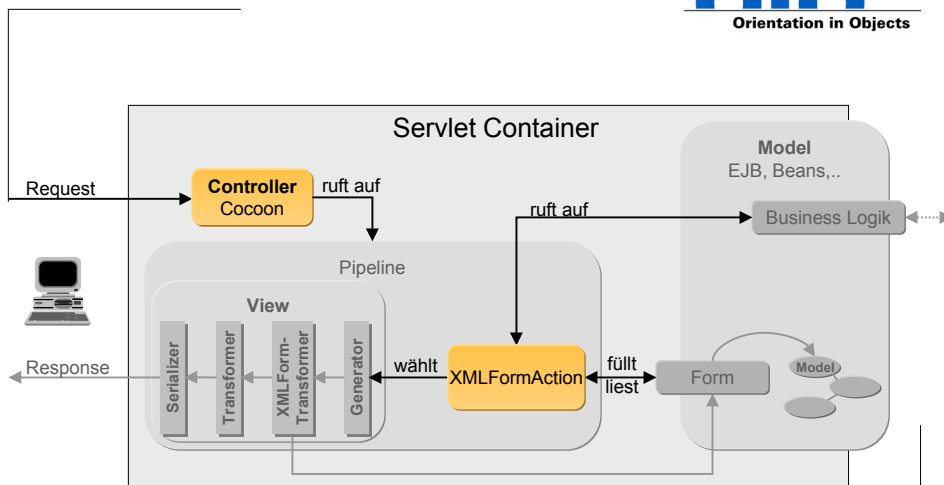 Orientation in Objects
Servlet Container
Model
EJB, Beans,..
Request
Controller
Cocoon
ruft auf
ruft auf
Business Logik
Pipeline
View
Response
Serializer
Transformer
XMLForm-
Transformer
Generator
wählt
XMLFormAction
füllt
liest
Form
Model